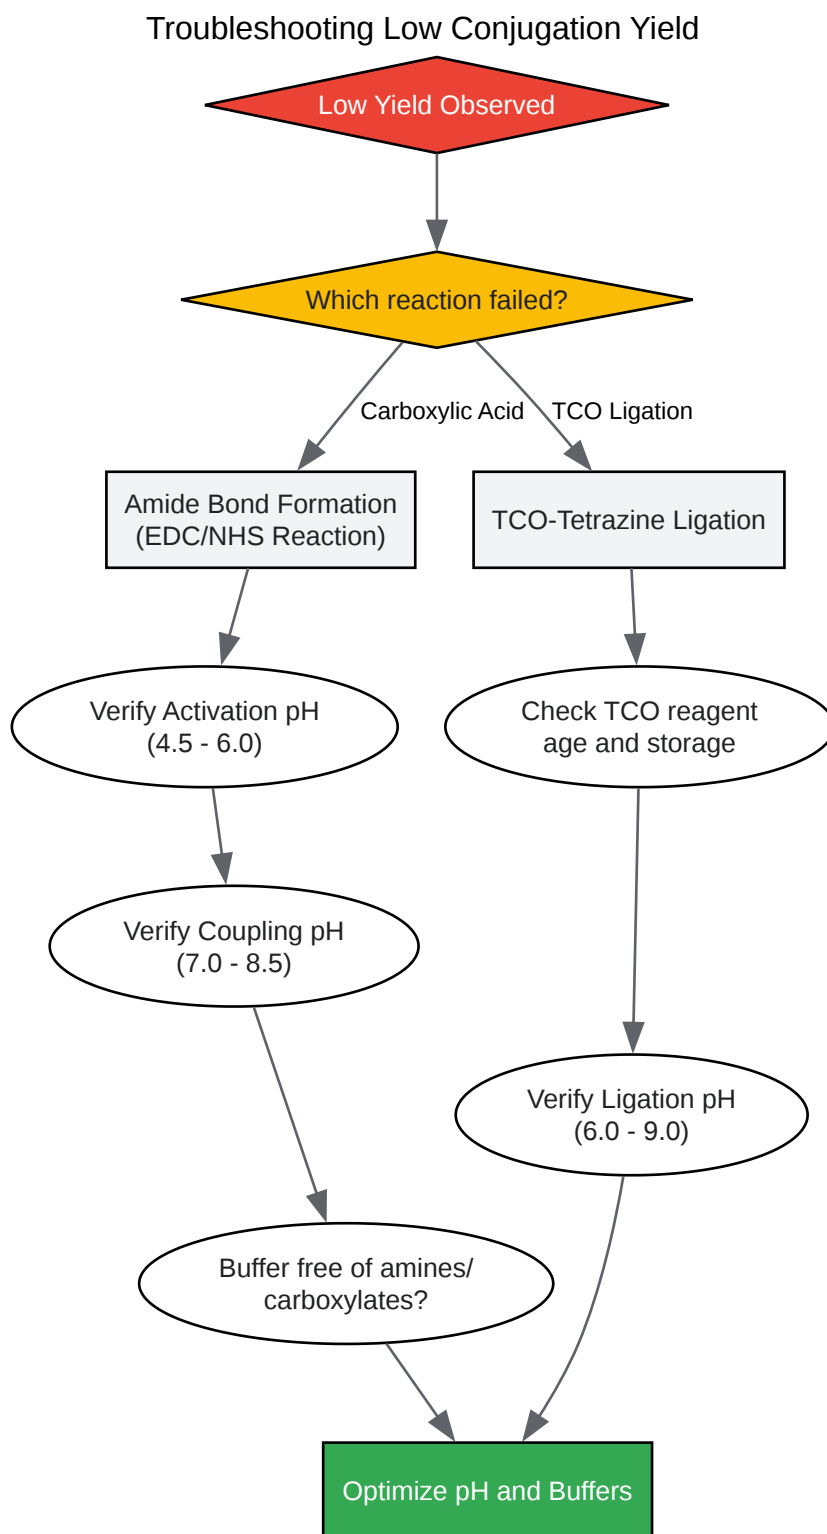 Troubleshooting Low Conjugation Yield
Low Yield Observed
Which reaction failed?
Carboxylic Acid
TCO Ligation
Amide Bond Formation
(EDC/NHS Reaction)
TCO-Tetrazine Ligation
Verify Activation pH
(4.5 - 6.0)
Check TCO reagent
age and storage
Verify Coupling pH
(7.0 - 8.5)
Verify Ligation pH
(6.0 - 9.0)
Buffer free of amines/
carboxylates?
Optimize pH and Buffers